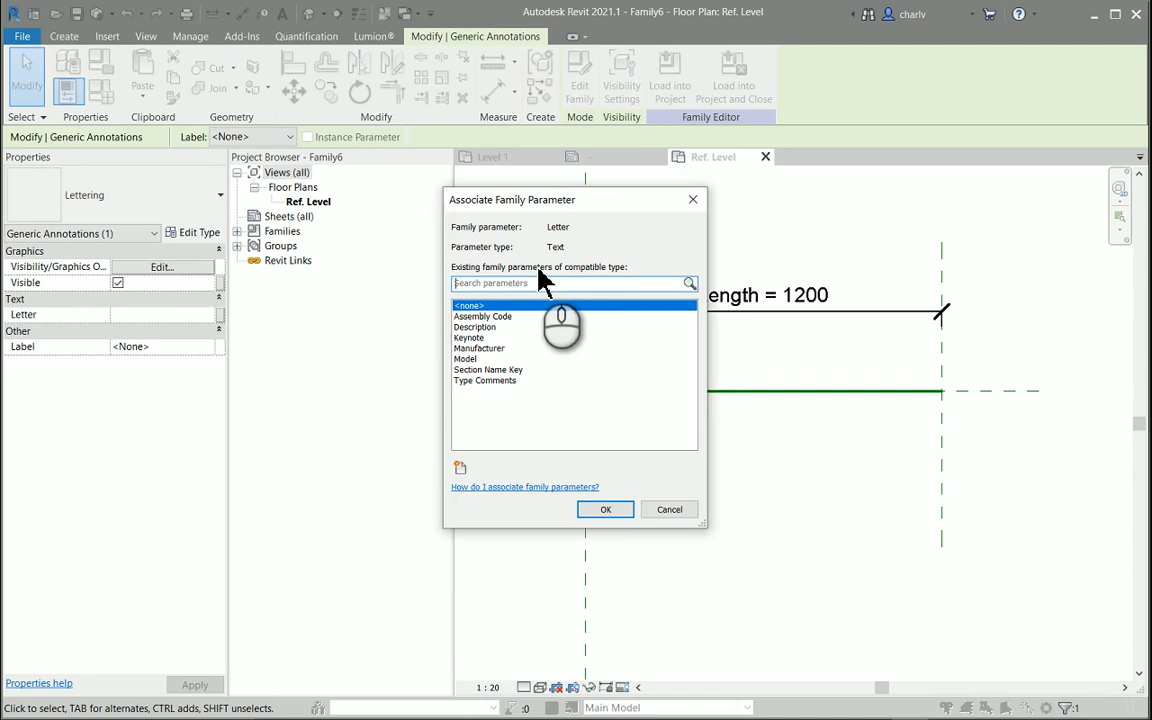 Autodesk Revit 2021.1 - Family6 - Floor Plan: Ref. Level
charlv
File
Create
Insert
View
Manage
Add-Ins
Quantification
Lumion®
Modify | Generic Annotations
Modify
Paste
Cut
Join
Edit Family
Visibility Settings
Load into Project
Load into Project and Close
Select
Properties
Clipboard
Geometry
Modify
Measure
Create
Mode
Visibility
Family Editor
Modify | Generic Annotations
Label:
<None>
Instance Parameter
Properties
Lettering
Generic Annotations (1)
Edit Type
Graphics
Visibility/Graphics O...
Edit...
Visible
Text
Letter
Other
Label
<None>
Properties help
Apply
Project Browser - Family6
Views (all)
Floor Plans
Ref. Level
Sheets (all)
Families
Groups
Revit Links
Level 1
-
Ref. Level
Associate Family Parameter
Family parameter:
Letter
Parameter type:
Text
Existing family parameters of compatible type:
Search parameters
<none>
Assembly Code
Description
Keynote
Manufacturer
Model
Section Name Key
Type Comments
How do I associate family parameters?
OK
Cancel
ength = 1200
1 : 20
Click to select, TAB for alternates, CTRL adds, SHIFT unselects.
:0
Main Model
:1